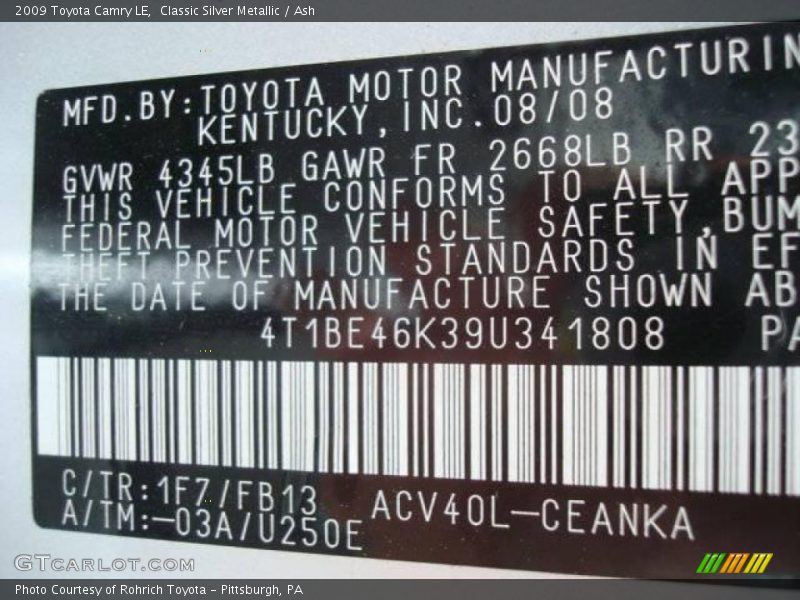 2009 Toyota Camry LE,  Classic Silver Metallic / Ash
MFD.BY:TOYOTA MOTOR MANUFACTURIN
KENTUCKY,INC.08/08
GVWR 4345LB GAWR FR 2668LB RR 23
THIS VEHICLE CONFORMS TO ALL APP
FEDERAL MOTOR VEHICLE SAFETY,BUM
THEFT PREVENTION STANDARDS IN EF
THE DATE OF MANUFACTURE SHOWN AB
4T1BE46K39U341808 PA
C/TR:1F7/FB13 ACV40L-CEANKA
A/TM:-03A/U250E
GTCARLOT.COM
Photo Courtesy of Rohrich Toyota - Pittsburgh, PA